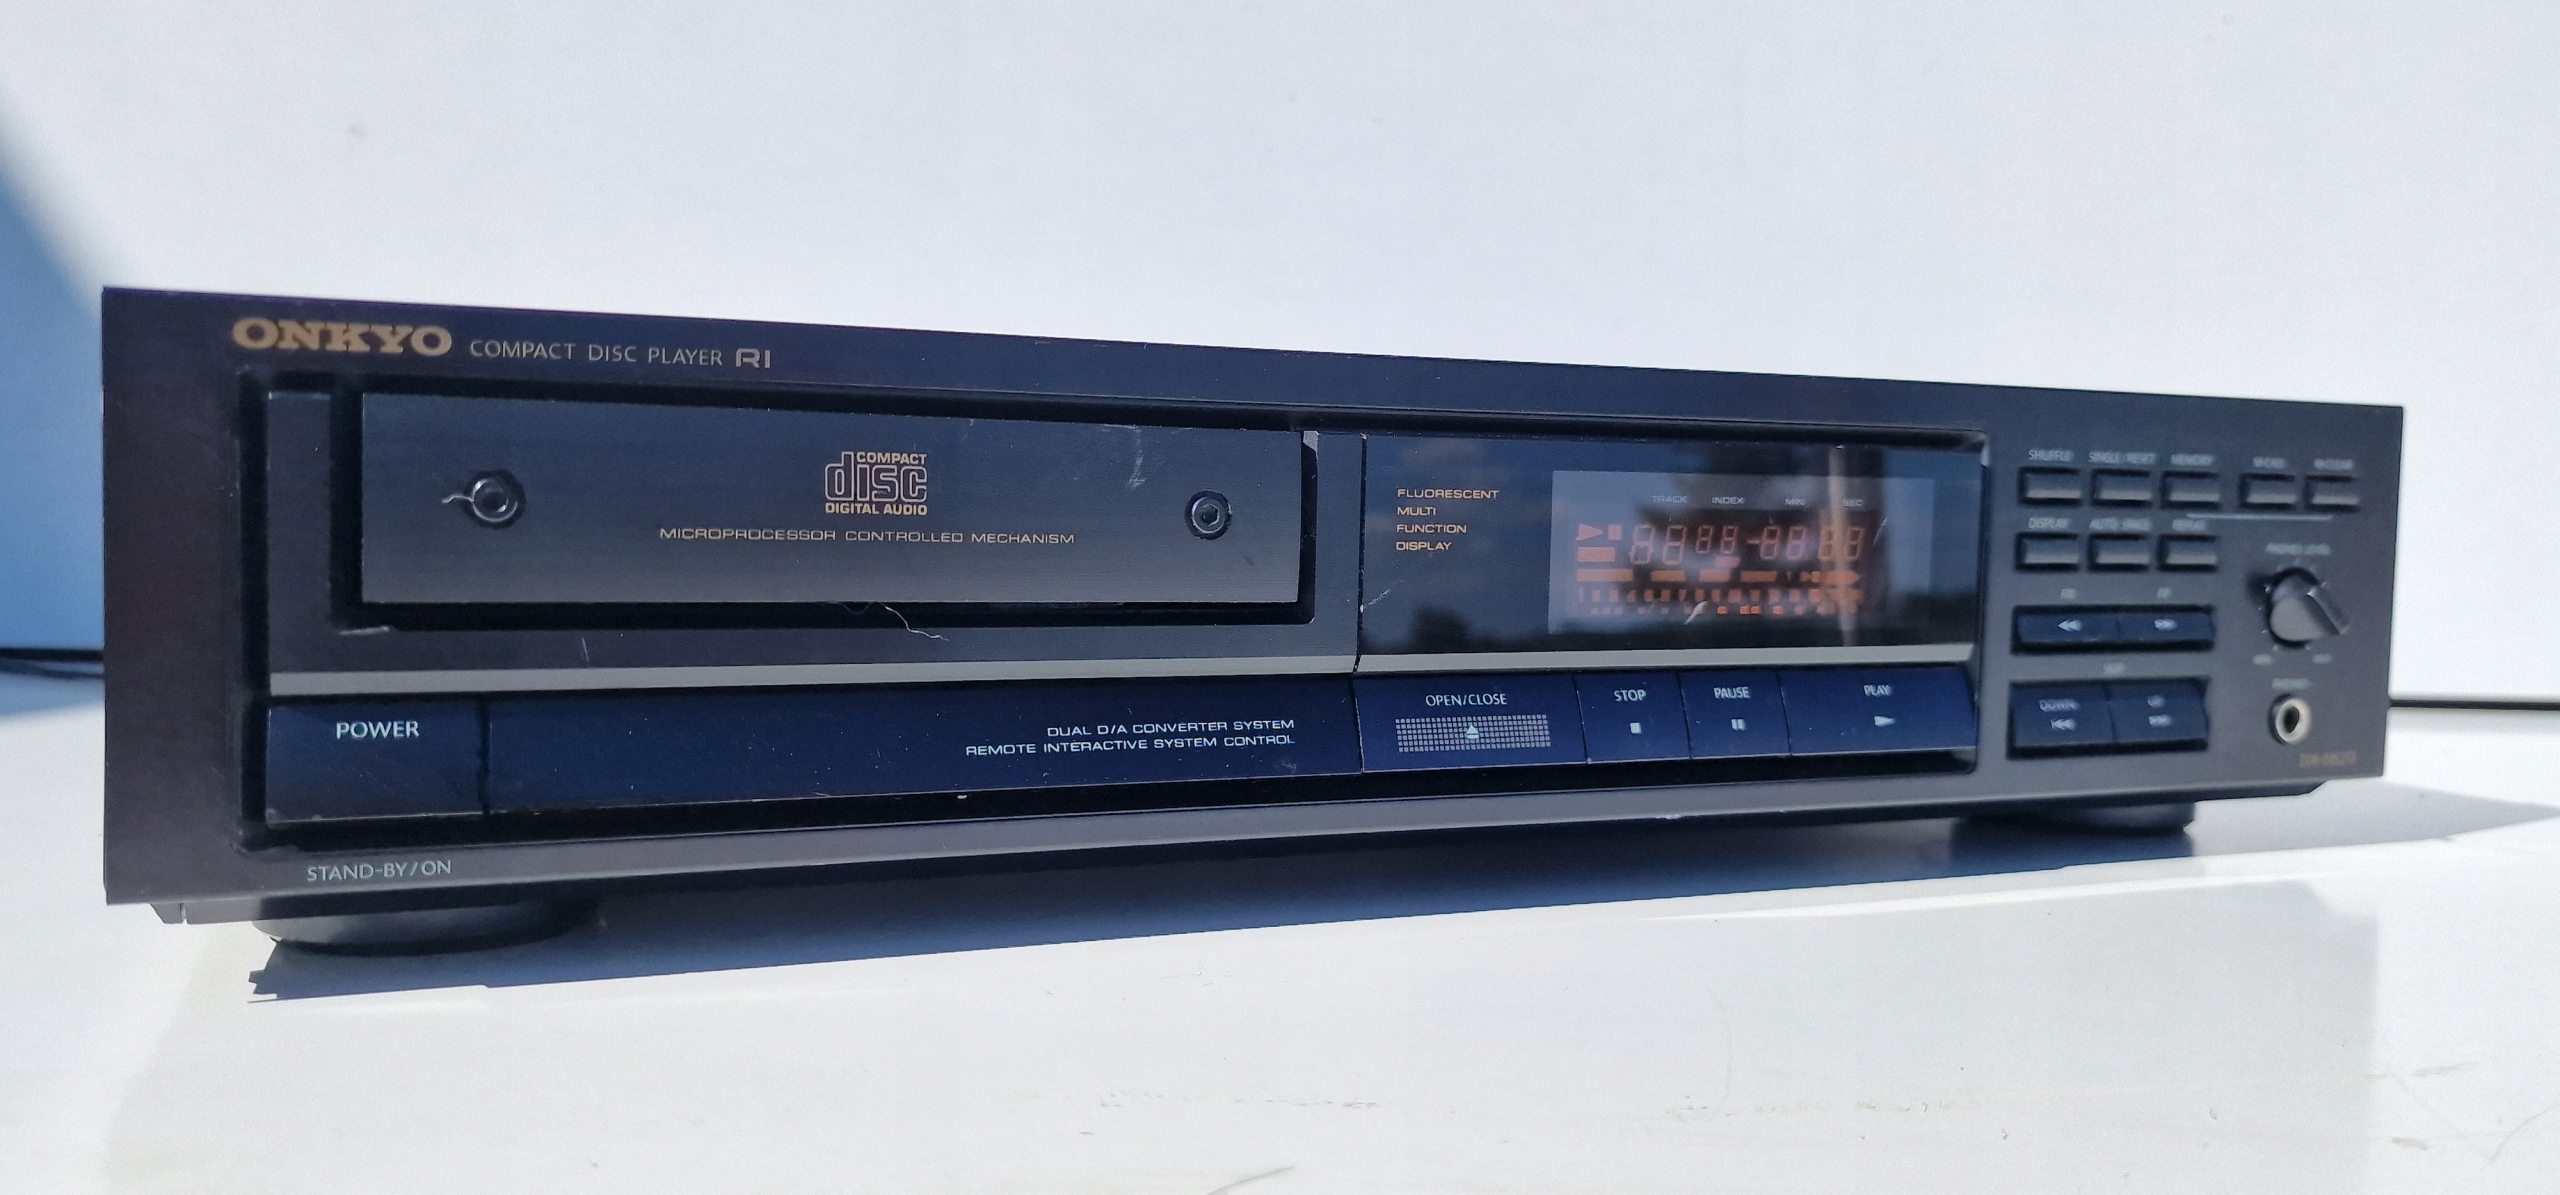 ONKYO COMPACT DISC PLAYER RI
COMPACT
disc
DIGITAL AUDIO
MICROPROCESSOR CONTROLLED MECHANISM
FLUORESCENT
MULTI
FUNCTION
DISPLAY
TRACK INDEX MIN SEC
SHUFFLE SINGLE/RESET MEMORY
DISPLAY REPEAT
POWER
DUAL D/A CONVERTER SYSTEM
REMOTE INTERACTIVE SYSTEM CONTROL
OPEN/CLOSE STOP PAUSE PLAY
DOWN UP
STAND-BY/ON